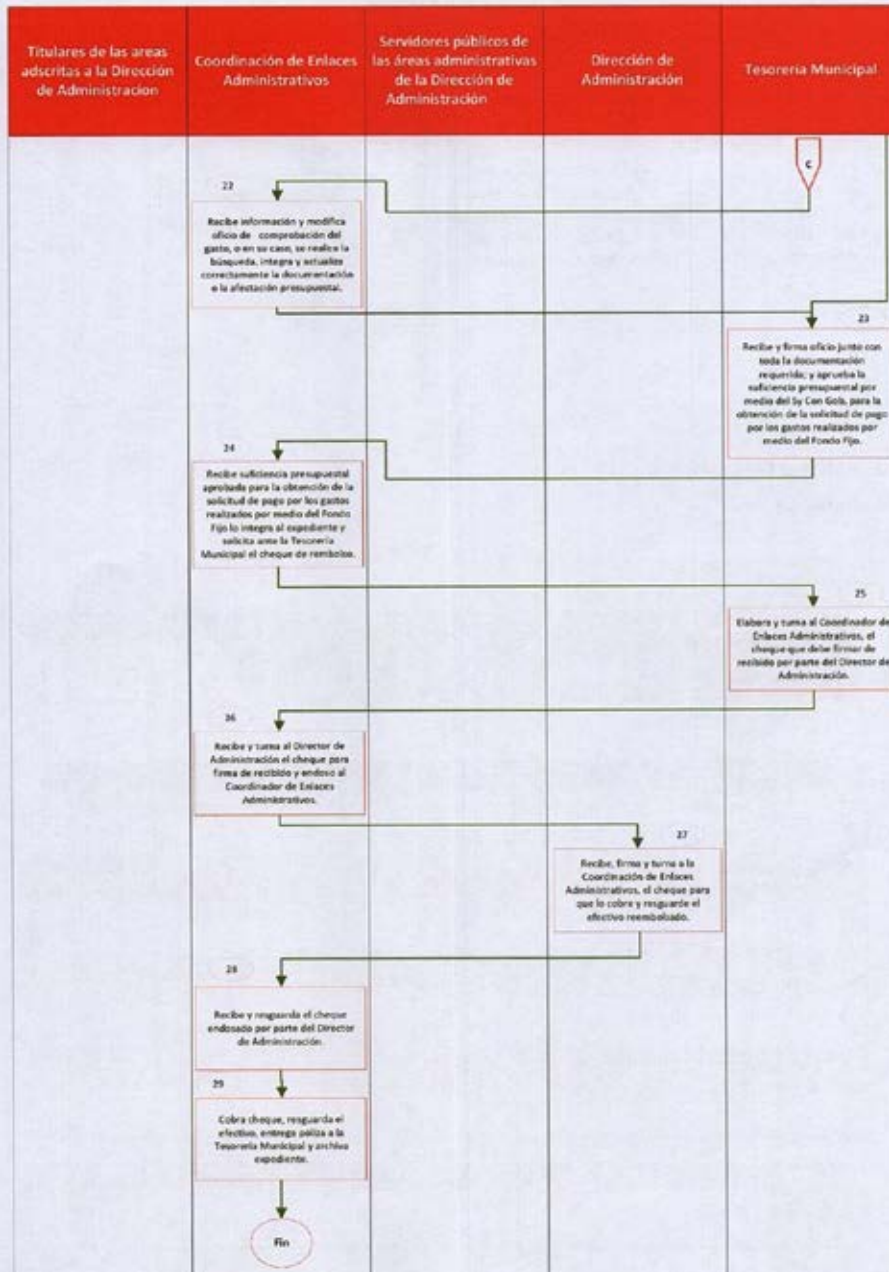 Titulares de las areas
adscritas a la Dirección
de Administracion
Coordinación de Enlaces
Administrativos
Servidores públicos de
las áreas administrativas
de la Dirección de
Administración
Dirección de
Administración
Tesorería Municipal
C
22
Recibe información y modifica
oficio de comprobación del
gasto, o en su caso, se realice la
búsqueda, integra y actualiza
correctamente la documentación
o la afectación presupuestal.
23
Recibe y firma oficio junto con
toda la documentación
requerida; y aprueba la
suficiencia presupuestal por
medio del Sy Con Gob, para la
obtención de la solicitud de pago
por los gastos realizados por
medio del Fondo Fijo.
24
Recibe suficiencia presupuestal
aprobada para la obtención de la
solicitud de pago por los gastos
realizados por medio del Fondo
Fijo lo integra al expediente y
solicita ante la Tesorería
Municipal el cheque de rembolso.
25
Elabora y turna al Coordinador de
Enlaces Administrativos, el
cheque que debe firmar de
recibido por parte del Director de
Administración.
26
Recibe y turna al Director de
Administración el cheque para
firma de recibido y endoso al
Coordinador de Enlaces
Administrativos.
27
Recibe, firma y turna a la
Coordinación de Enlaces
Administrativos, el cheque para
que lo cobre y resguarde el
efectivo reembolsado.
28
Recibe y resguarda el cheque
endosado por parte del Director
de Administración.
29
Cobra cheque, resguarda el
efectivo, entrega póliza a la
Tesorería Municipal y archiva
expediente.
Fin